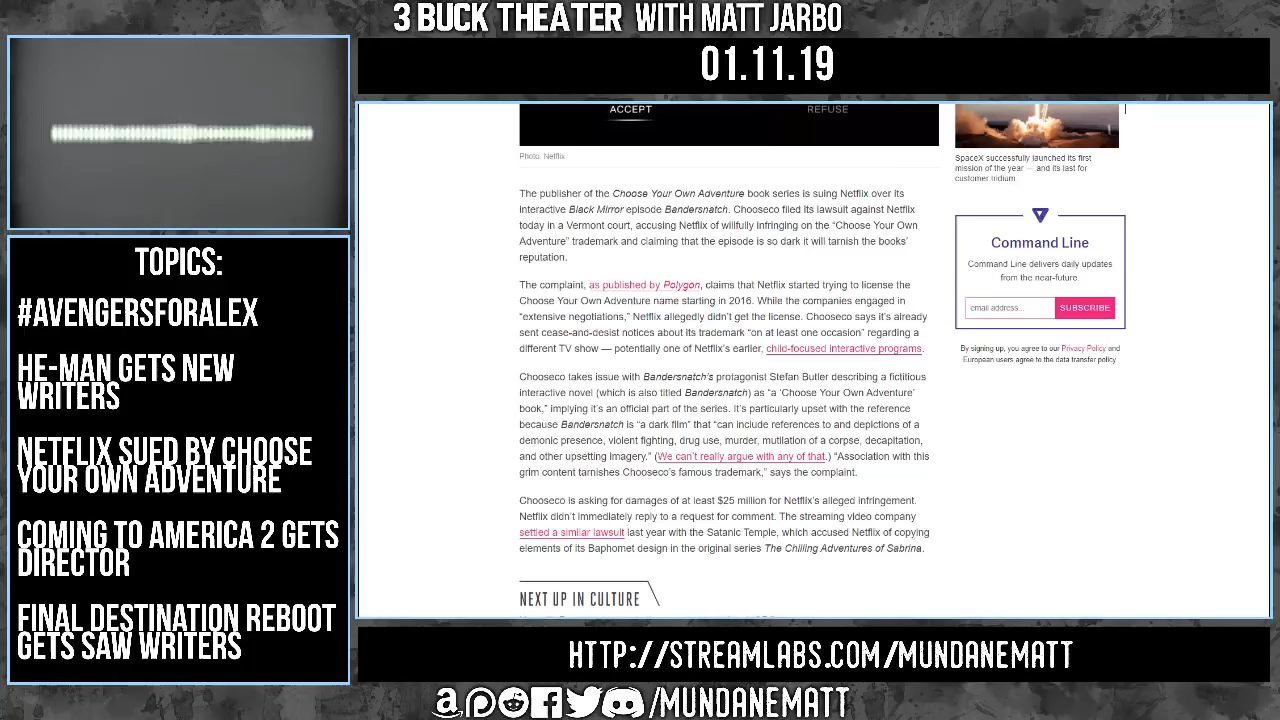 3 BUCK THEATER WITH MATT JARBO
01.11.19
TOPICS:
#AVENGERSFORALEX
HE-MAN GETS NEW
WRITERS
NETFLIX SUED BY CHOOSE
YOUR OWN ADVENTURE
COMING TO AMERICA 2 GETS
DIRECTOR
FINAL DESTINATION REBOOT
GETS SAW WRITERS
ACCEPT
REFUSE
Photo: Netflix
The publisher of the Choose Your Own Adventure book series is suing Netflix over its
interactive Black Mirror episode Bandersnatch. Chooseco filed its lawsuit against Netflix
today in a Vermont court, accusing Netflix of willfully infringing on the “Choose Your Own
Adventure” trademark and claiming that the episode is so dark it will tarnish the books’
reputation.
The complaint, as published by Polygon, claims that Netflix started trying to license the
Choose Your Own Adventure name starting in 2016. While the companies engaged in
“extensive negotiations,” Netflix allegedly didn’t get the license. Chooseco says it’s already
sent cease-and-desist notices about its trademark “on at least one occasion” regarding a
different TV show — potentially one of Netflix’s earlier, child-focused interactive programs.
Chooseco takes issue with Bandersnatch’s protagonist Stefan Butler describing a fictitious
interactive novel (which is also titled Bandersnatch) as “a ‘Choose Your Own Adventure’
book,” implying it’s an official part of the series. It’s particularly upset with the reference
because Bandersnatch is “a dark film” that “can include references to and depictions of a
demonic presence, violent fighting, drug use, murder, mutilation of a corpse, decapitation,
and other upsetting imagery.” (We can’t really argue with any of that.) “Association with this
grim content tarnishes Chooseco’s famous trademark,” says the complaint.
Chooseco is asking for damages of at least $25 million for Netflix’s alleged infringement.
Netflix didn’t immediately reply to a request for comment. The streaming video company
settled a similar lawsuit last year with the Satanic Temple, which accused Netflix of copying
elements of its Baphomet design in the original series The Chilling Adventures of Sabrina.
NEXT UP IN CULTURE
SpaceX successfully launched its first
mission of the year — and its last for
customer Iridium
Command Line
Command Line delivers daily updates
from the near-future.
email address...
SUBSCRIBE
By signing up, you agree to our Privacy Policy and
European users agree to the data transfer policy
HTTP://STREAMLABS.COM/MUNDANEMATT
/MUNDANEMATT